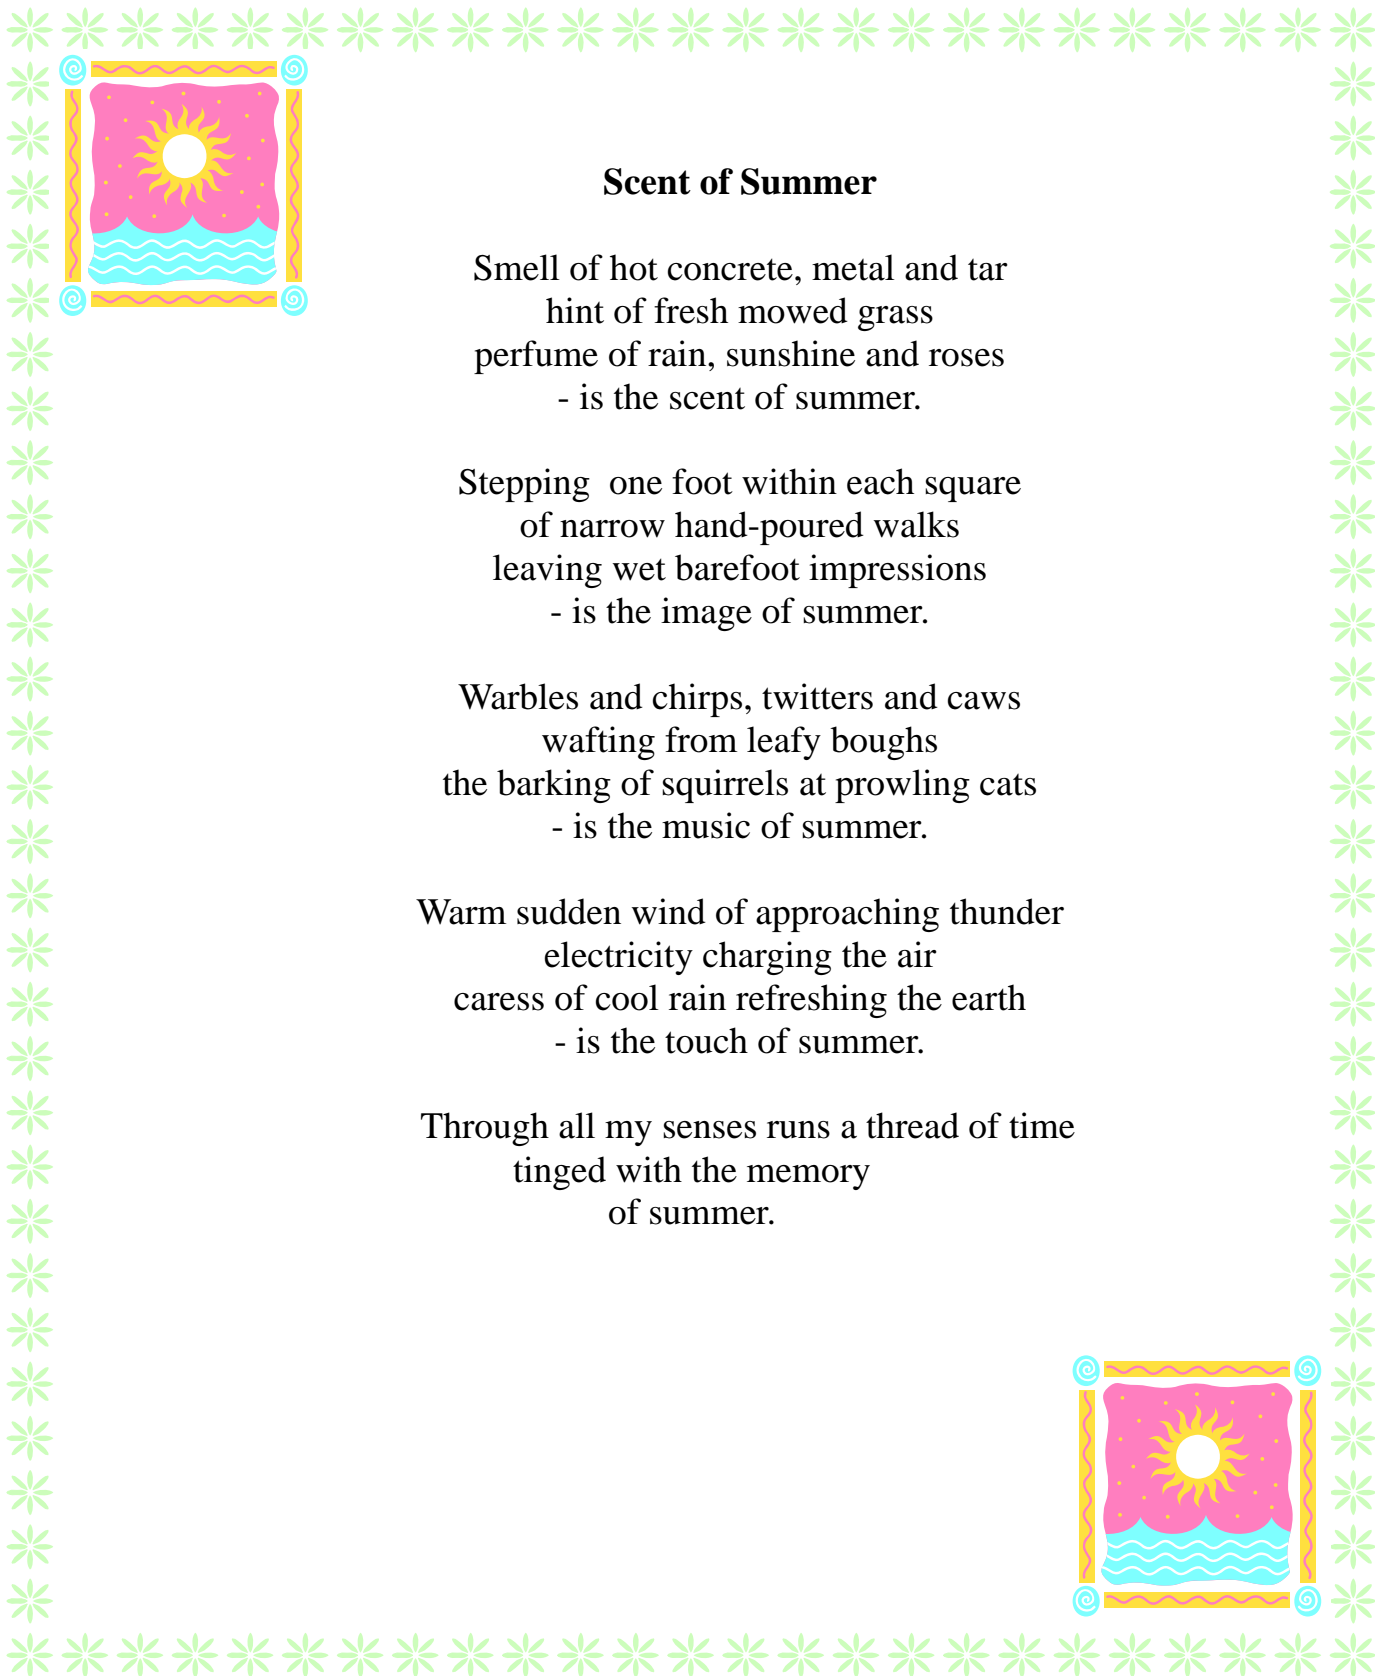 Scent of Summer
Smell of hot concrete, metal and tar
hint of fresh mowed grass
perfume of rain, sunshine and roses
- is the scent of summer.
Stepping  one foot within each square
of narrow hand-poured walks
leaving wet barefoot impressions
- is the image of summer.
Warbles and chirps, twitters and caws
wafting from leafy boughs
the barking of squirrels at prowling cats
- is the music of summer.
Warm sudden wind of approaching thunder
electricity charging the air
caress of cool rain refreshing the earth
- is the touch of summer.
Through all my senses runs a thread of time
tinged with the memory
of summer.